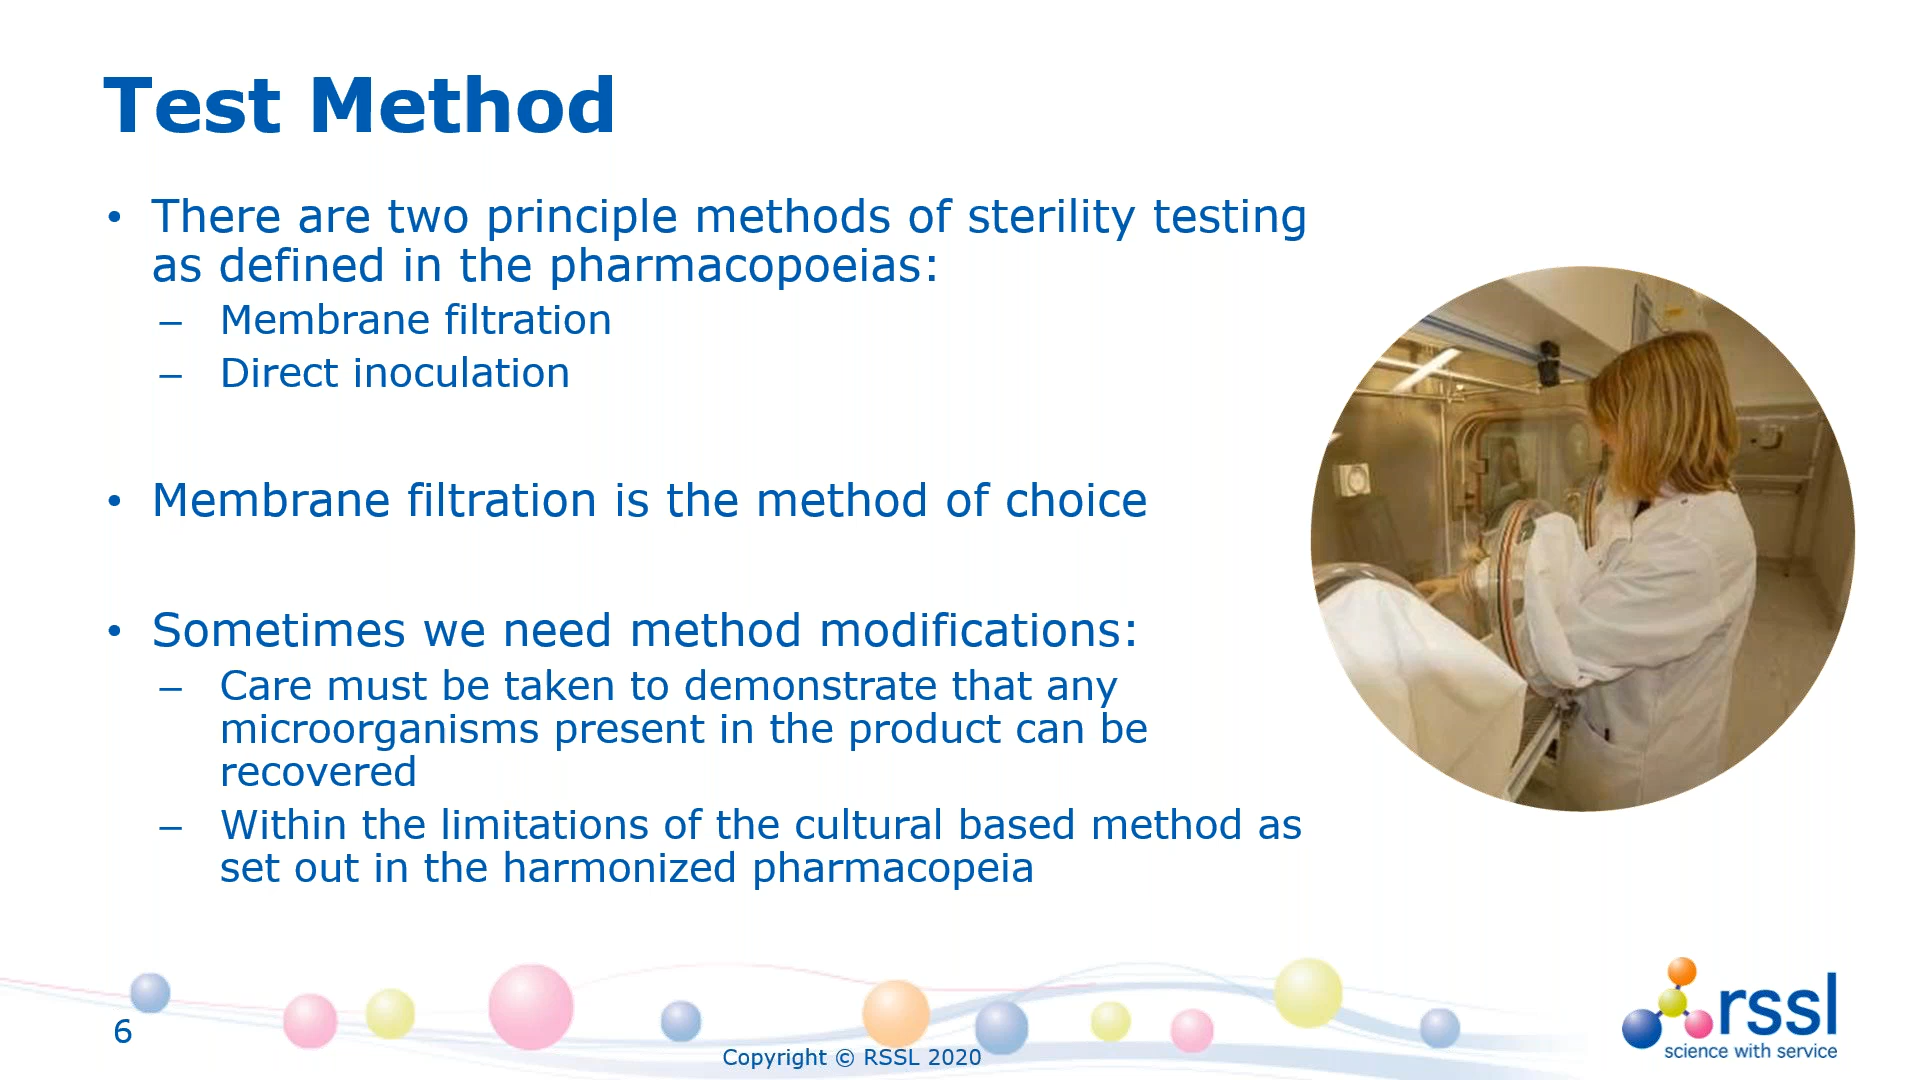 Test Method
• There are two principle methods of sterility testing
as defined in the pharmacopoeias:
– Membrane filtration
– Direct inoculation
• Membrane filtration is the method of choice
• Sometimes we need method modifications:
– Care must be taken to demonstrate that any
microorganisms present in the product can be
recovered
– Within the limitations of the cultural based method as
set out in the harmonized pharmacopeia
6
Copyright © RSSL 2020
rssl
science with service